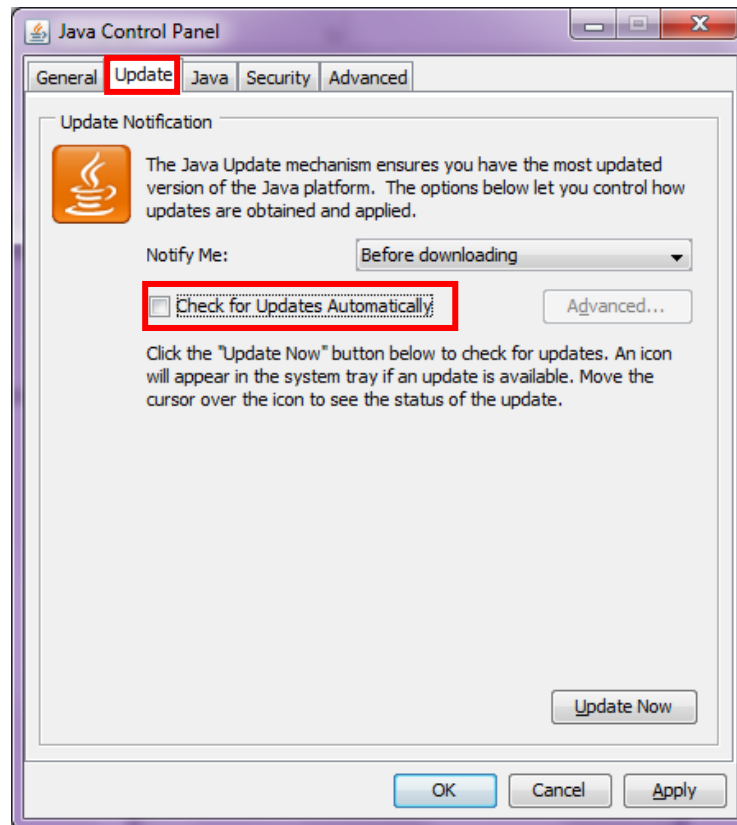 Java Control Panel
General Update Java Security Advanced
Update Notification
The Java Update mechanism ensures you have the most updated
version of the Java platform. The options below let you control how
updates are obtained and applied.
Notify Me: Before downloading
Check for Updates Automatically Advanced...
Click the "Update Now" button below to check for updates. An icon
will appear in the system tray if an update is available. Move the
cursor over the icon to see the status of the update.
Update Now
OK Cancel Apply